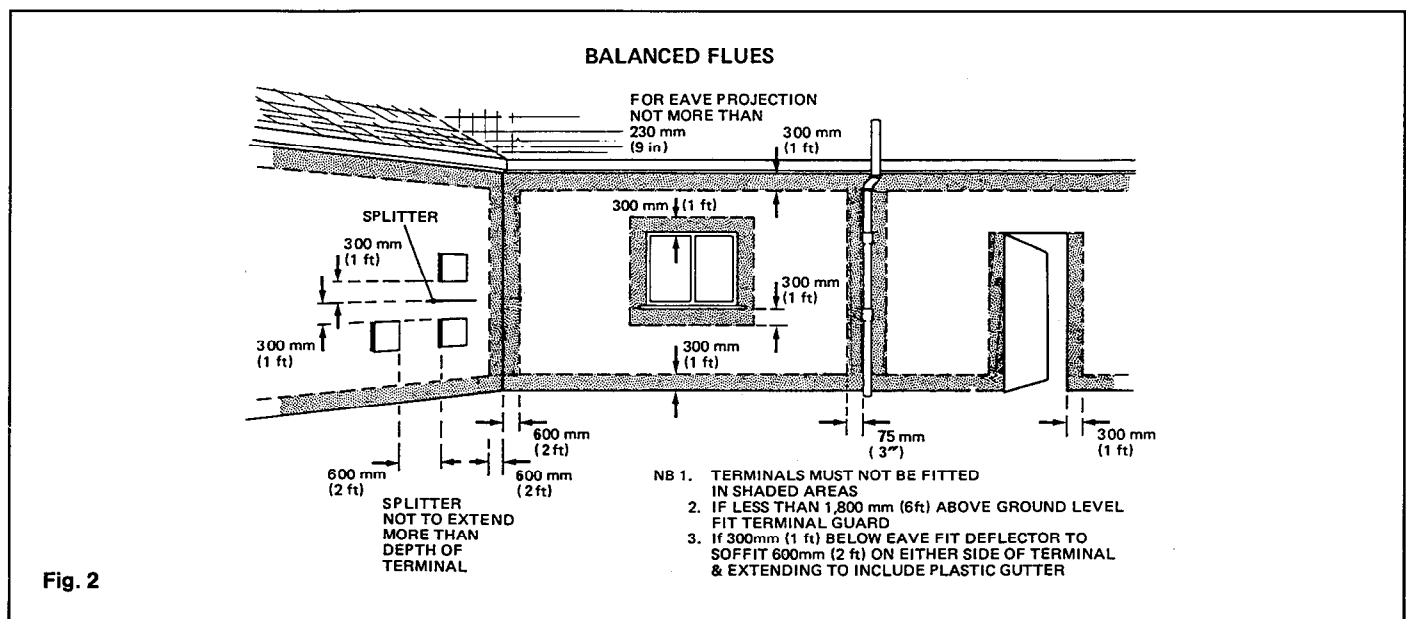 BALANCED FLUES
FOR EAVE PROJECTION
NOT MORE THAN
230 mm
(9 in)
300 mm
(1 ft)
300 mm (1 ft)
SPLITTER
300 mm
(1 ft)
300 mm
(1 ft)
300 mm
(1 ft)
300 mm
(1 ft)
600 mm
(2 ft)
75 mm
(3")
300 mm
(1 ft)
600 mm
(2 ft)
600 mm
(2 ft)
SPLITTER
NOT TO EXTEND
MORE THAN
DEPTH OF
TERMINAL
NB 1. TERMINALS MUST NOT BE FITTED
IN SHADED AREAS
2. IF LESS THAN 1,800 mm (6ft) ABOVE GROUND LEVEL
FIT TERMINAL GUARD
3. If 300mm (1 ft) BELOW EAVE FIT DEFLECTOR TO
SOFFIT 600mm (2 ft) ON EITHER SIDE OF TERMINAL
& EXTENDING TO INCLUDE PLASTIC GUTTER
Fig. 2